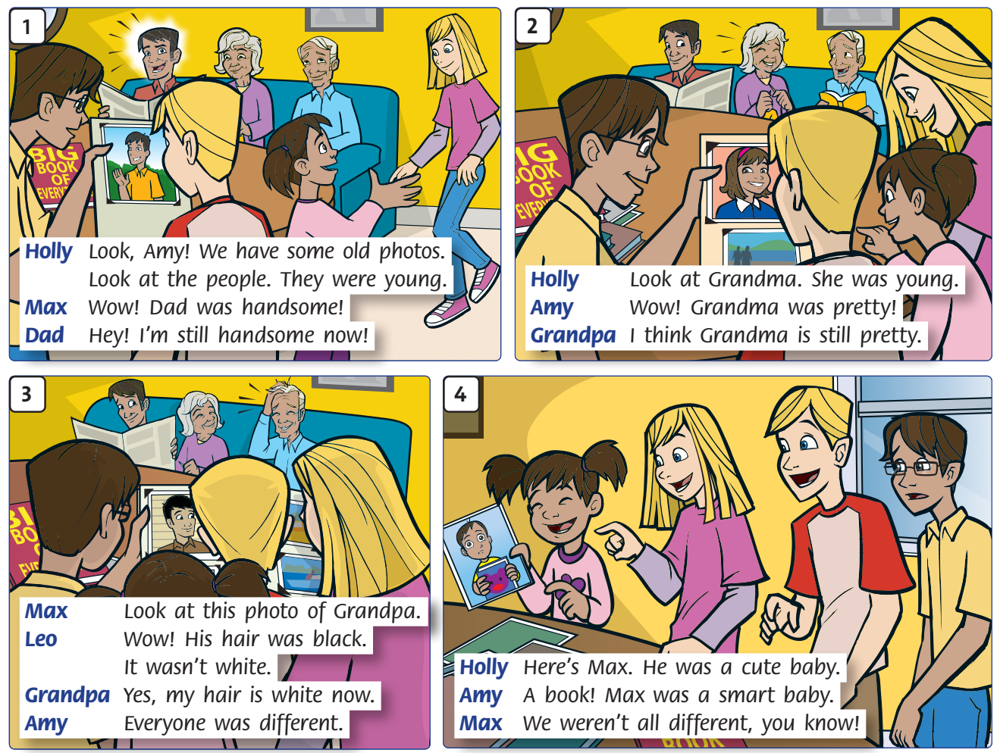 1
BIG
BOOK
OF
EVERY
Holly Look, Amy! We have some old photos.
Look at the people. They were young.
Max Wow! Dad was handsome!
Dad Hey! I'm still handsome now!
2
IG
BOOK
OF
EVERY
Holly Look at Grandma. She was young.
Amy Wow! Grandma was pretty!
Grandpa I think Grandma is still pretty.
3
BI
BO
O
EVE
Max Look at this photo of Grandpa.
Leo Wow! His hair was black.
It wasn't white.
Grandpa Yes, my hair is white now.
Amy Everyone was different.
4
Holly Here's Max. He was a cute baby.
Amy A book! Max was a smart baby.
Max We weren't all different, you know!
BOOK